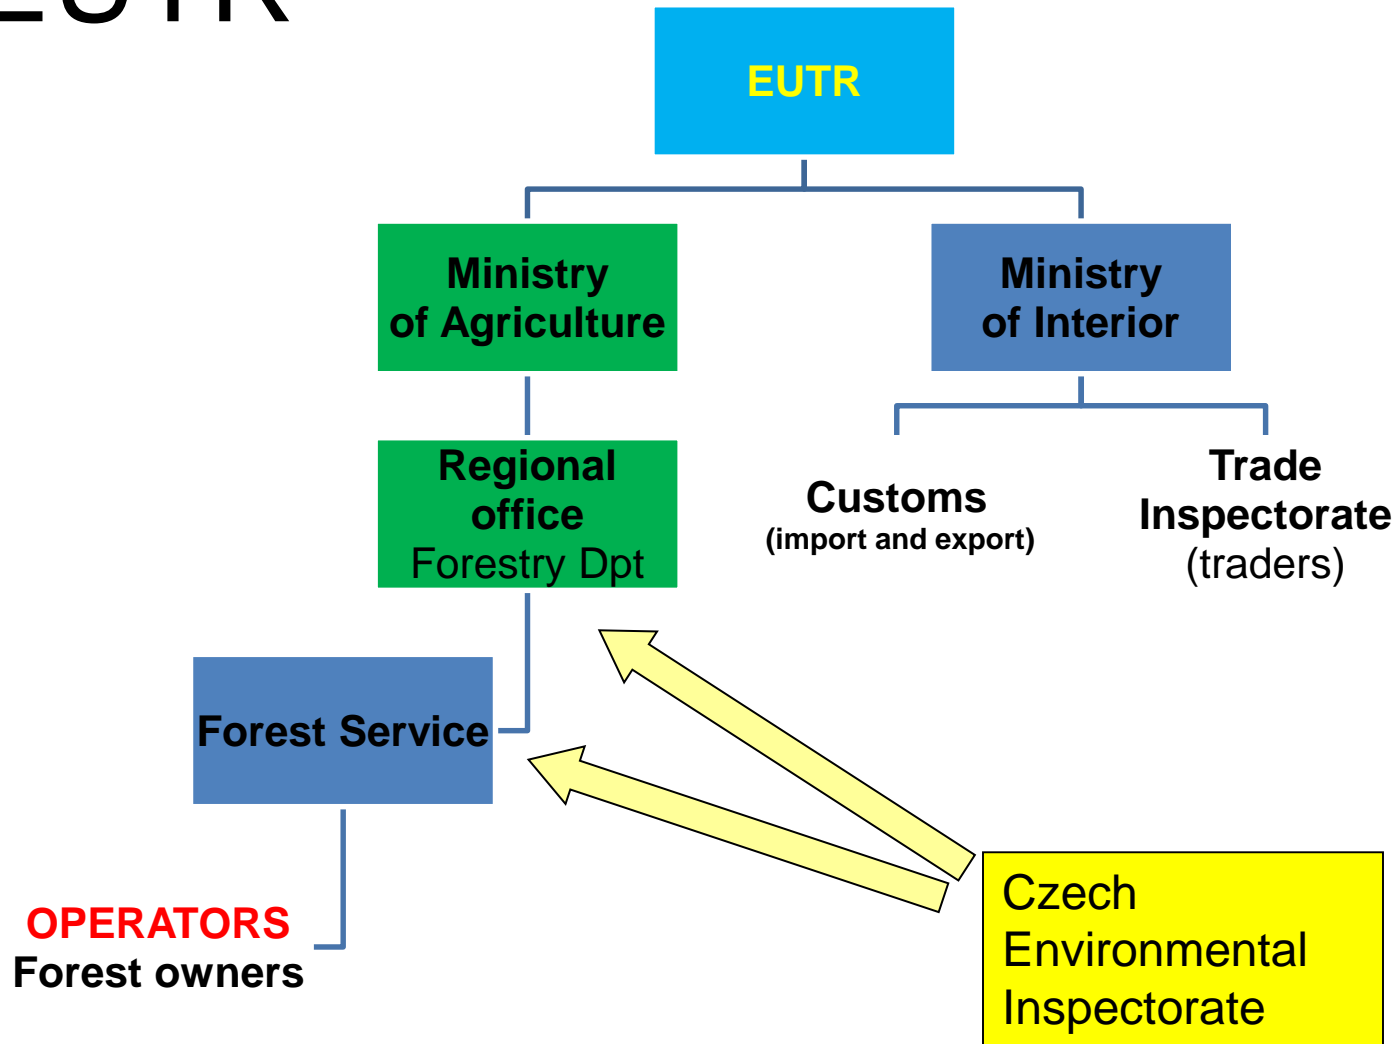 EUTR
EUTR
Ministry
of Agriculture
Ministry
of Interior
Regional
office
Forestry Dpt
Customs
(import and export)
Trade
Inspectorate
(traders)
Forest Service
OPERATORS
Forest owners
Czech
Environmental
Inspectorate